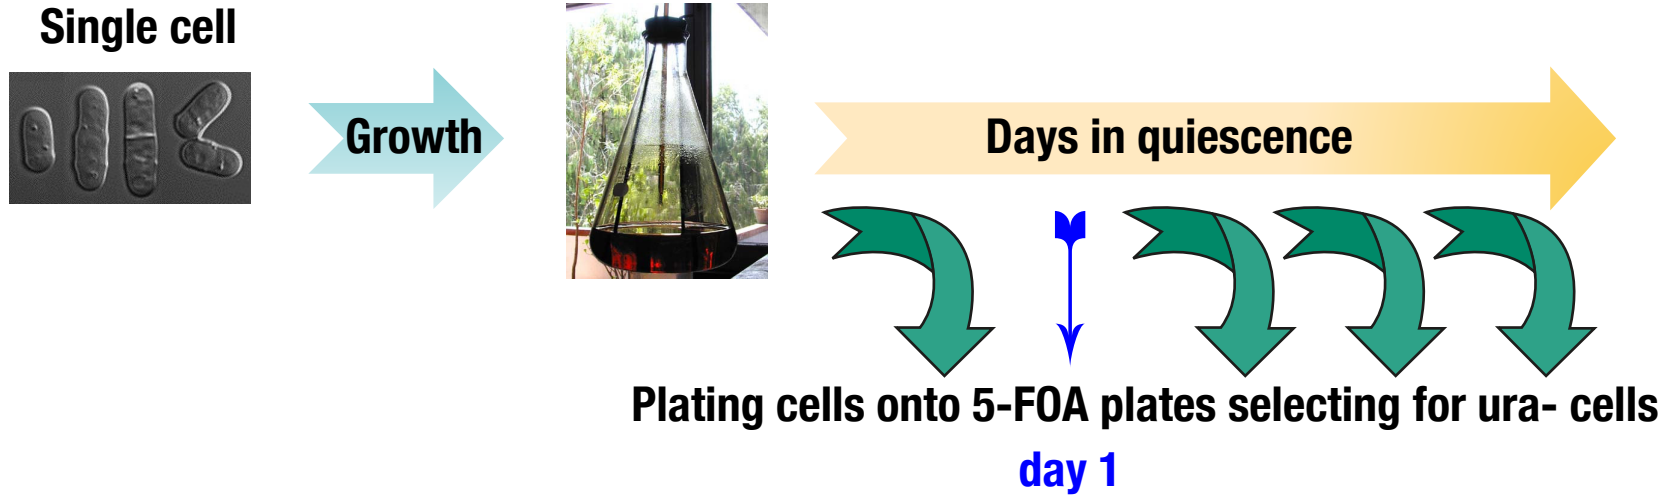 Single cell
Growth
Days in quiescence
Plating cells onto 5-FOA plates selecting for ura- cells
day 1